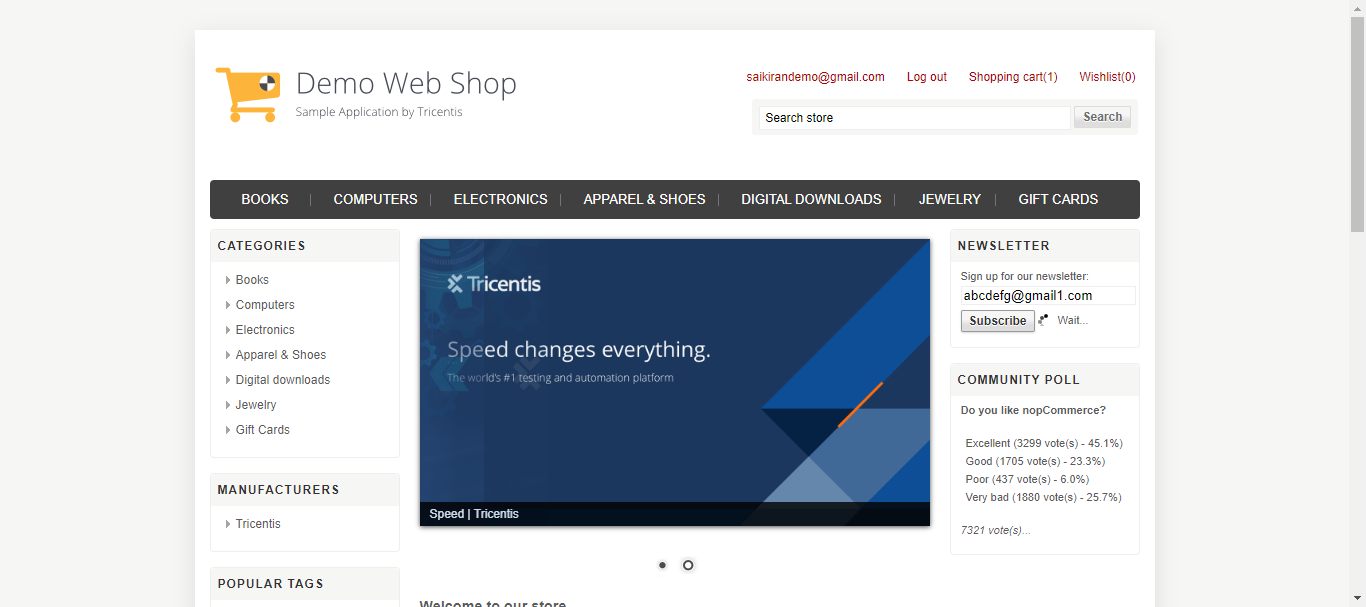 Demo Web Shop
Sample Application by Tricentis
saikirandemo@gmail.com Log out Shopping cart(1) Wishlist(0)
Search store Search
BOOKS COMPUTERS ELECTRONICS APPAREL & SHOES DIGITAL DOWNLOADS JEWELRY GIFT CARDS
CATEGORIES
Books
Computers
Electronics
Apparel & Shoes
Digital downloads
Jewelry
Gift Cards
MANUFACTURERS
Tricentis
POPULAR TAGS
Tricentis
Speed changes everything.
The world's #1 testing and automation platform
Speed | Tricentis
Welcome to our store
NEWSLETTER
Sign up for our newsletter:
abcdefg@gmail1.com
Subscribe Wait...
COMMUNITY POLL
Do you like nopCommerce?
Excellent (3299 vote(s) - 45.1%)
Good (1705 vote(s) - 23.3%)
Poor (437 vote(s) - 6.0%)
Very bad (1880 vote(s) - 25.7%)
7321 vote(s)...